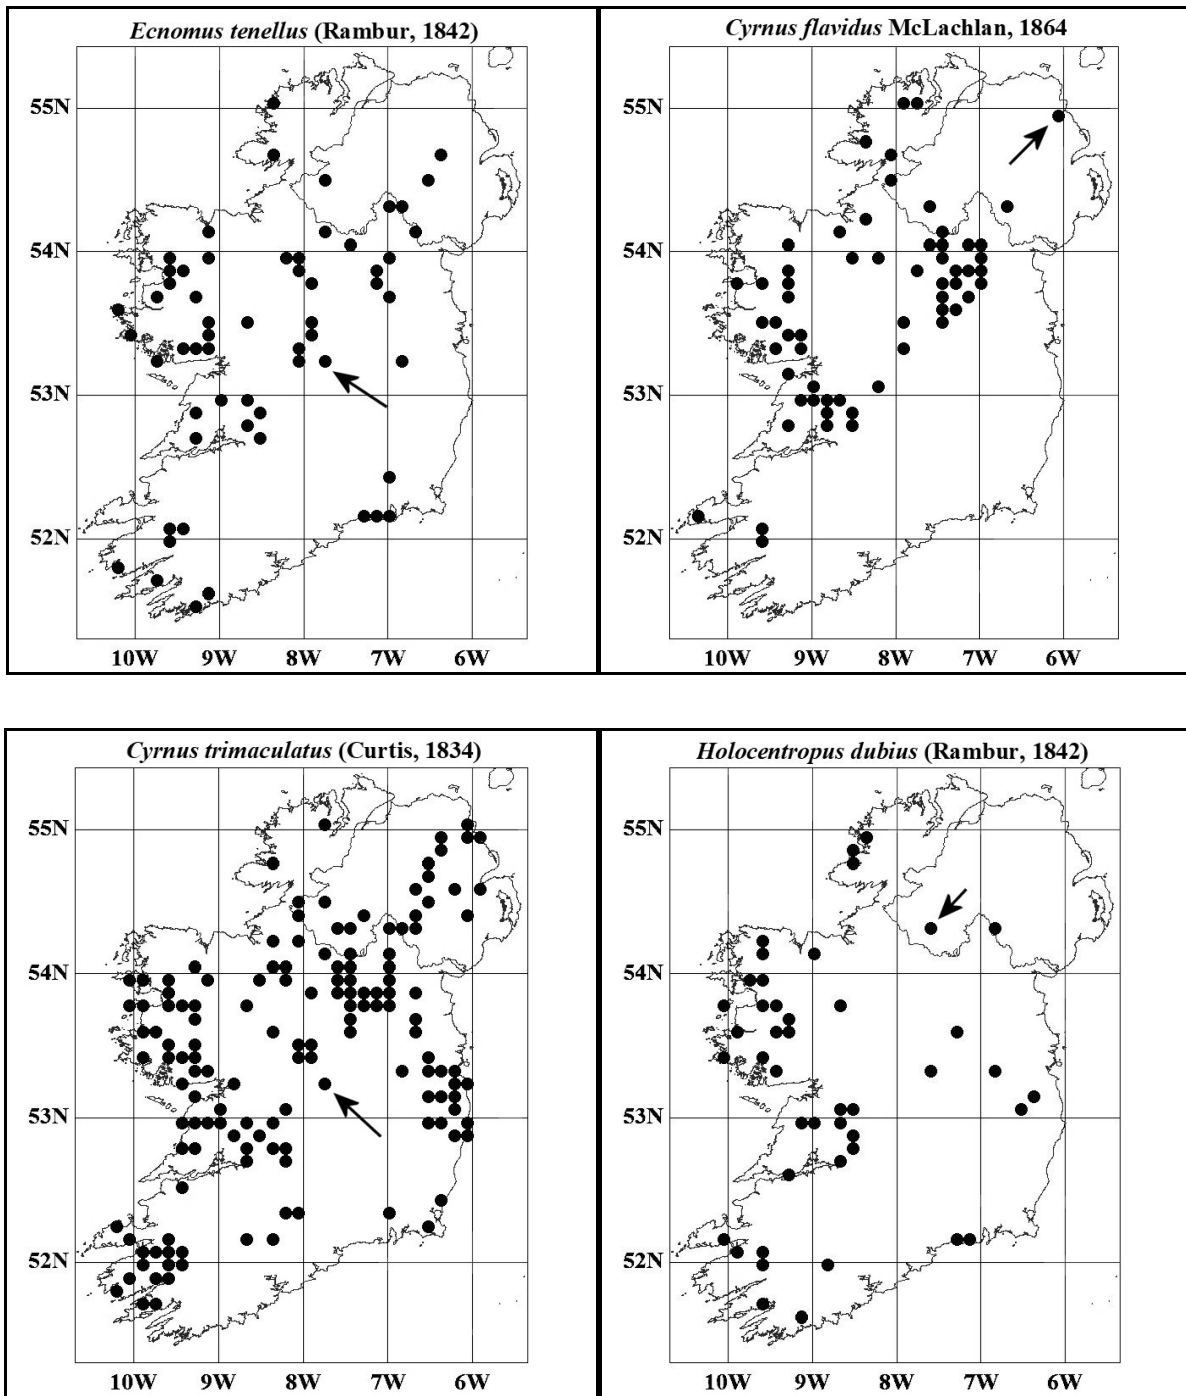 Ecnomus tenellus (Rambur, 1842)
55N
54N
53N
52N
10W 9W 8W 7W 6W
Cyrnus flavidus McLachlan, 1864
55N
54N
53N
52N
10W 9W 8W 7W 6W
Cyrnus trimaculatus (Curtis, 1834)
55N
54N
53N
52N
10W 9W 8W 7W 6W
Holocentropus dubius (Rambur, 1842)
55N
54N
53N
52N
10W 9W 8W 7W 6W